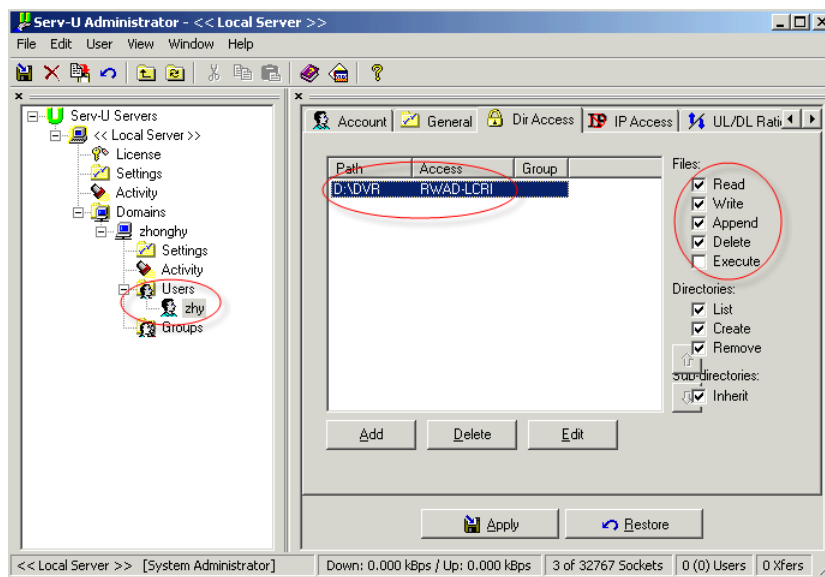 Serv-U Administrator - << Local Server >>
File Edit User View Window Help
Serv-U Servers
<< Local Server >>
License
Settings
Activity
Domains
zhonghy
Settings
Activity
Users
zhy
Groups
Account General Dir Access IP Access UL/DL Rati
Path Access Group
D:\DVR RWAD-LCRI
Files:
Read
Write
Append
Delete
Execute
Directories:
List
Create
Remove
Sub-directories:
Inherit
Add Delete Edit
Apply Restore
<< Local Server >> [System Administrator] Down: 0.000 kBps / Up: 0.000 kBps 3 of 32767 Sockets 0 (0) Users 0 Xfers